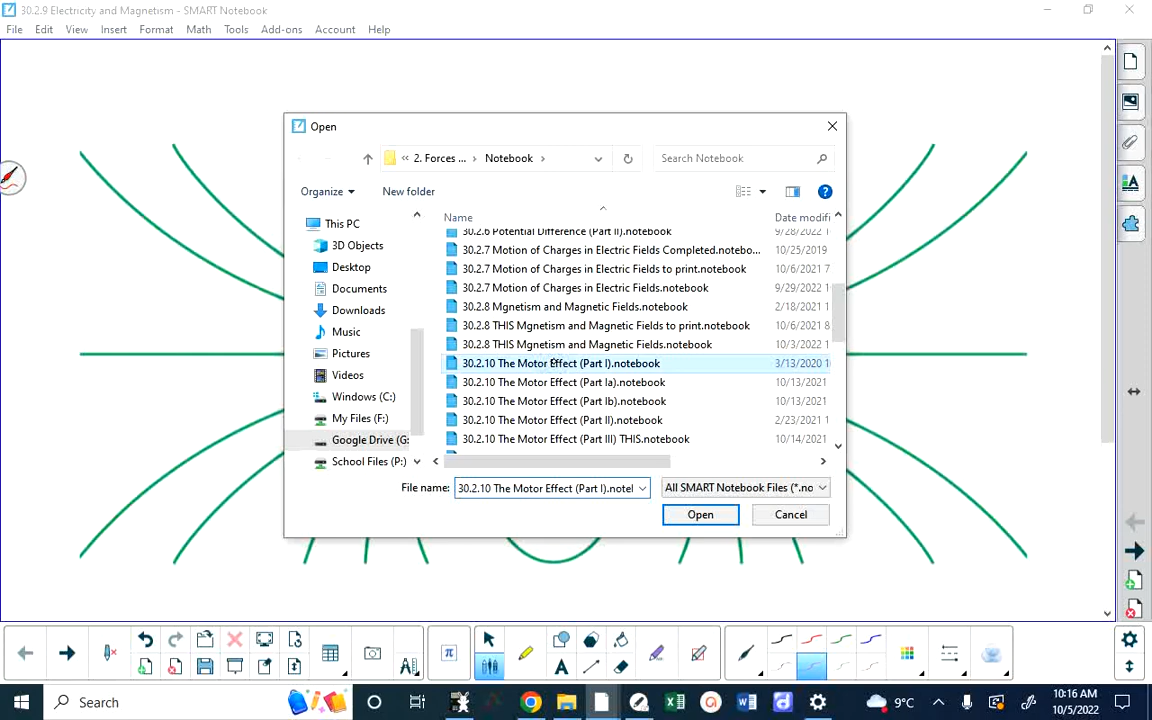 30.2.9 Electricity and Magnetism - SMART Notebook
File Edit View Insert Format Math Tools Add-ons Account Help
Open
« 2. Forces ... › Notebook ›
Search Notebook
Organize
New folder
This PC
3D Objects
Desktop
Documents
Downloads
Music
Pictures
Videos
Windows (C:)
My Files (F:)
Google Drive (G:
School Files (P:)
Name Date modifi
30.2.6 Potential Difference (Part II).notebook 9/28/2022 1
30.2.7 Motion of Charges in Electric Fields Completed.notebo... 10/25/2019
30.2.7 Motion of Charges in Electric Fields to print.notebook 10/6/2021 7
30.2.7 Motion of Charges in Electric Fields.notebook 9/29/2022 1
30.2.8 Mgnetism and Magnetic Fields.notebook 2/18/2021 1
30.2.8 THIS Mgnetism and Magnetic Fields to print.notebook 10/6/2021 8
30.2.8 THIS Mgnetism and Magnetic Fields.notebook 10/3/2022 1
30.2.10 The Motor Effect (Part I).notebook 3/13/2020 1
30.2.10 The Motor Effect (Part Ia).notebook 10/13/2021
30.2.10 The Motor Effect (Part Ib).notebook 10/13/2021
30.2.10 The Motor Effect (Part II).notebook 2/23/2021 1
30.2.10 The Motor Effect (Part III) THIS.notebook 10/14/2021
File name: 30.2.10 The Motor Effect (Part I).notel
All SMART Notebook Files (*.no
Open
Cancel
Search
9°C
10:16 AM
10/5/2022